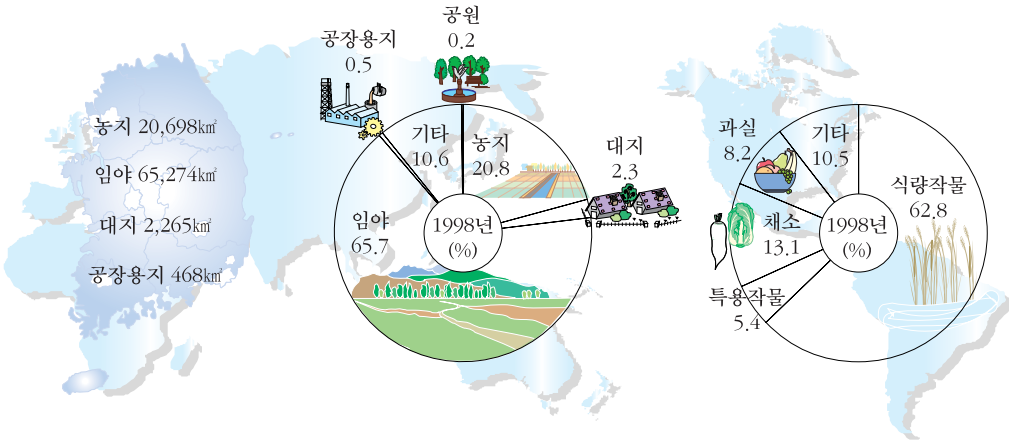 농지 20,698㎢
임야 65,274㎢
대지 2,265㎢
공장용지 468㎢
공원
0.2
공장용지
0.5
기타
10.6
농지
20.8
대지
2.3
임야
65.7
1998년
(%)
과실
8.2
기타
10.5
식량작물
62.8
채소
13.1
1998년
(%)
특용작물
5.4